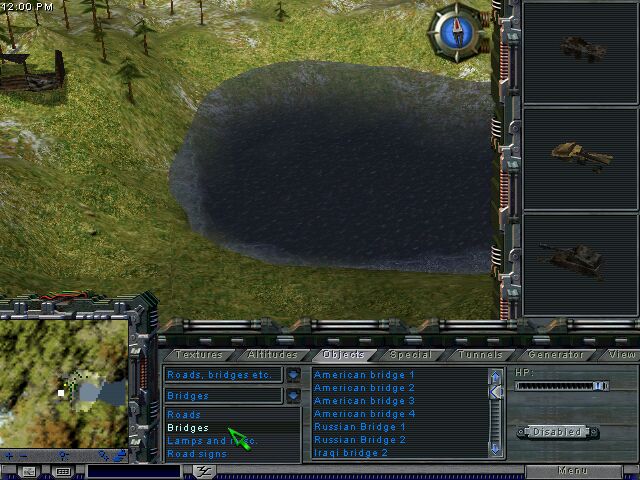 12:00 PM
Textures Altitudes Objects Special Tunnels Generator View
Roads, bridges etc.
Bridges
Roads
Bridges
Lamps and misc.
Road signs
American bridge 1
American bridge 2
American bridge 3
American bridge 4
Russian Bridge 1
Russian Bridge 2
Iraqi bridge 2
HP:
Disabled
Menu